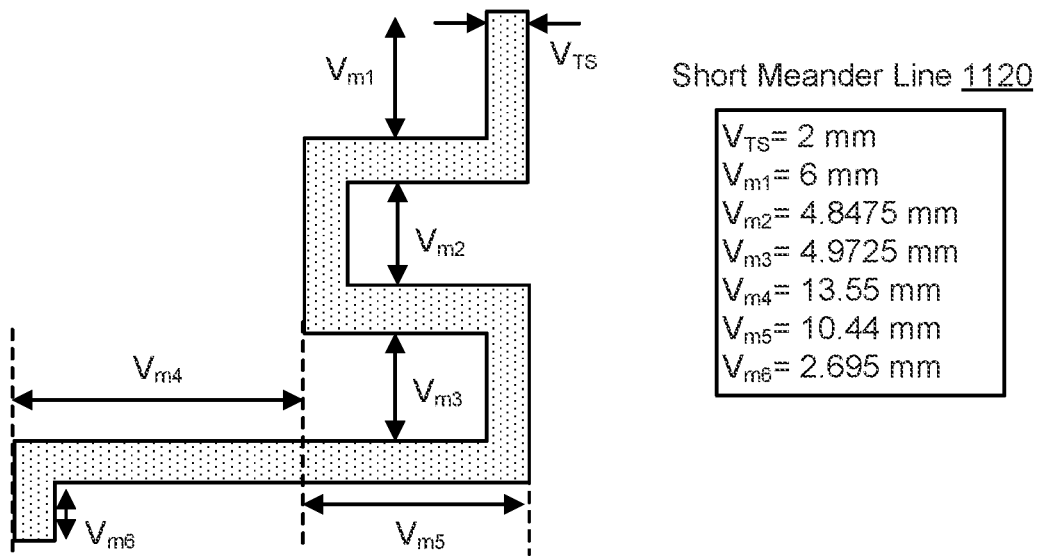 V_m1
V_TS
V_m2
V_m4
V_m3
V_m6
V_m5
Short Meander Line 1120
V_TS= 2 mm
V_m1= 6 mm
V_m2= 4.8475 mm
V_m3= 4.9725 mm
V_m4= 13.55 mm
V_m5= 10.44 mm
V_m6= 2.695 mm